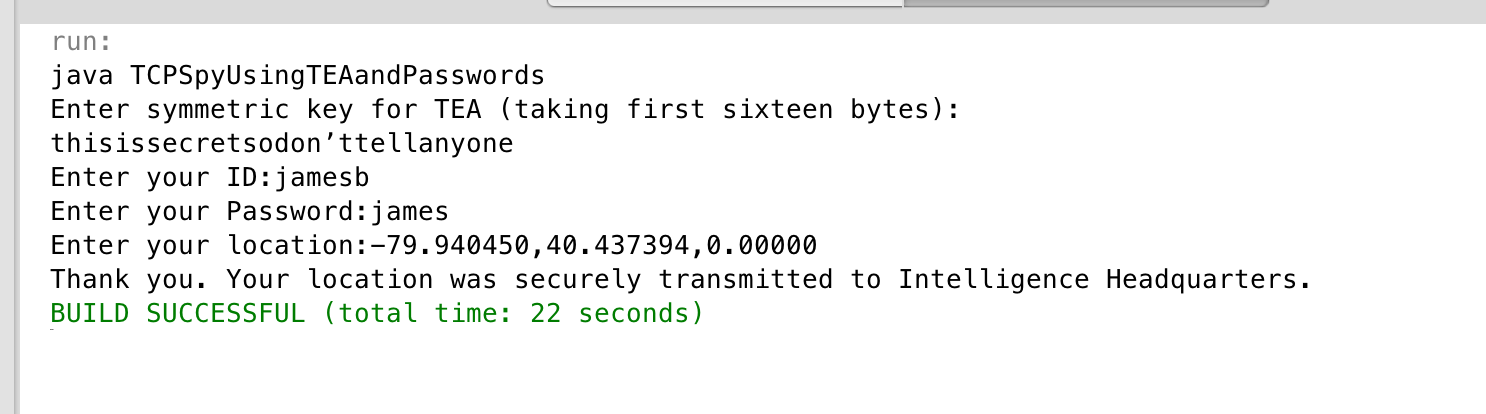 run:
java TCPSpyUsingTEAandPasswords
Enter symmetric key for TEA (taking first sixteen bytes):
thisissecretsodon’ttellanyone
Enter your ID:jamesb
Enter your Password:james
Enter your location:−79.940450,40.437394,0.00000
Thank you. Your location was securely transmitted to Intelligence Headquarters.
BUILD SUCCESSFUL (total time: 22 seconds)